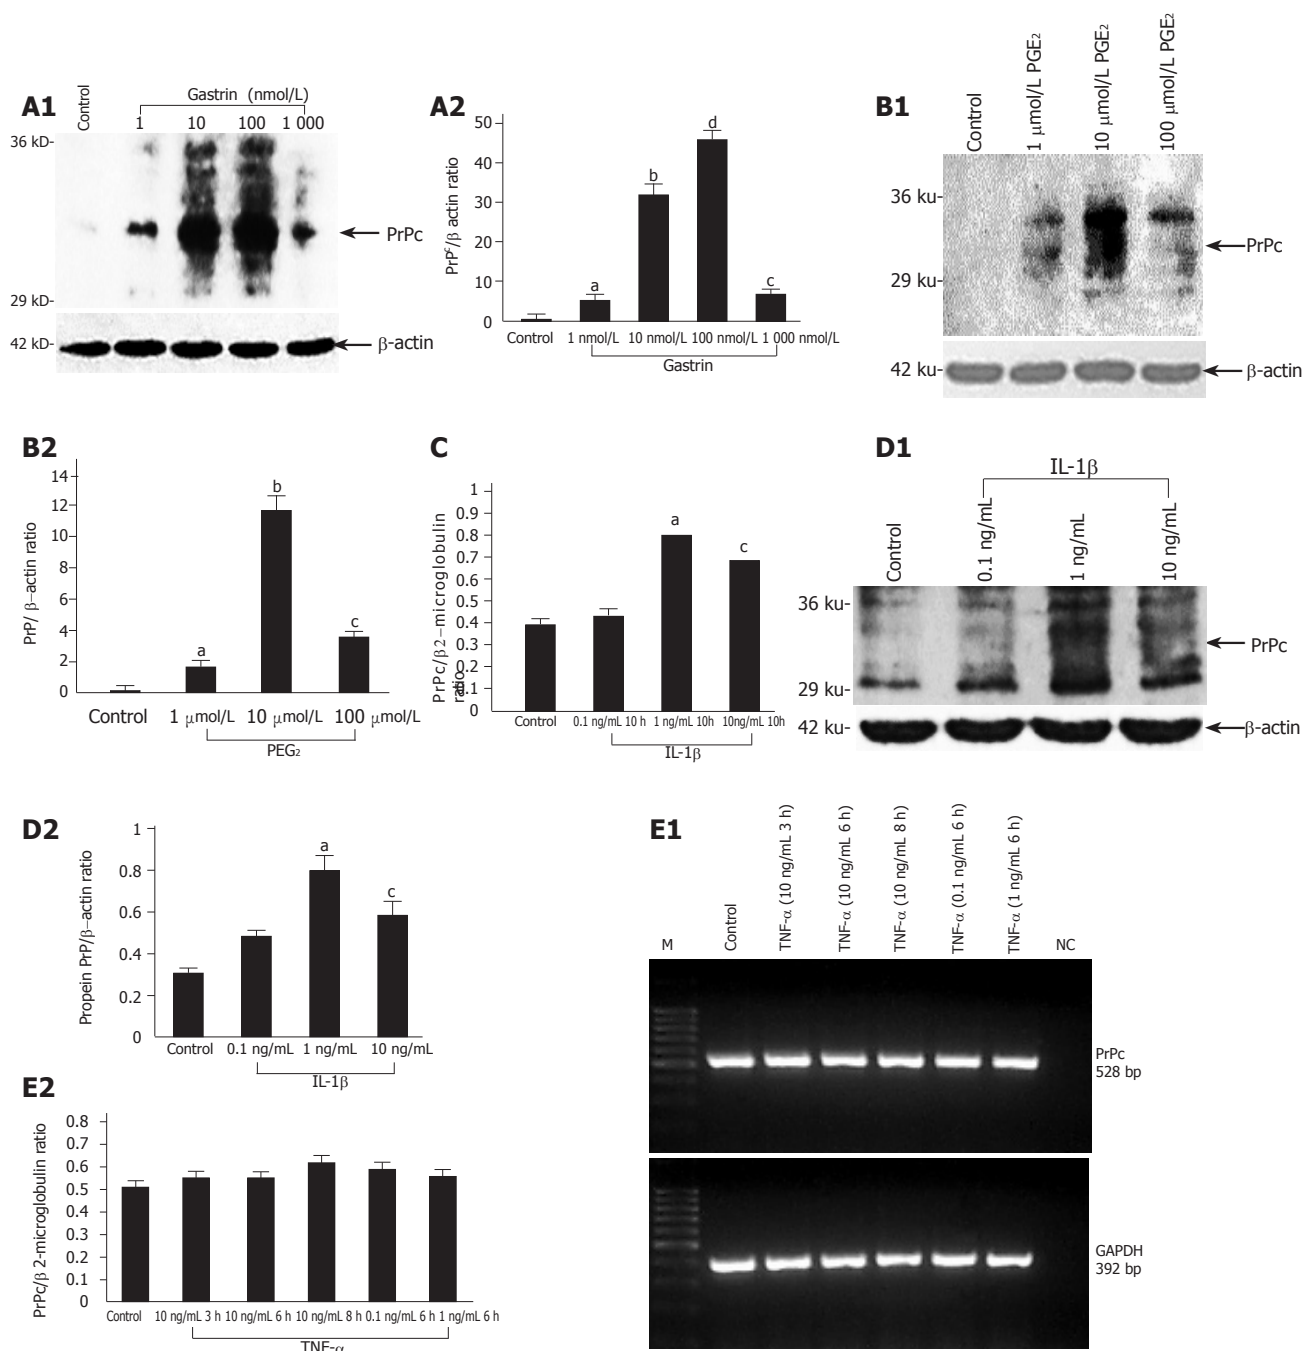 A1
Control
Gastrin (nmol/L)
1 10 100 1 000
36 kD-
PrPc
29 kD-
42 kD-
β-actin
A2
PrPᶜ/β actin ratio
50
40
30
20
10
0
a
b
d
c
Control 1 nmol/L 10 nmol/L 100 nmol/L 1 000 nmol/L
Gastrin
B1
Control
1 μmol/L PGE₂
10 μmol/L PGE₂
100 μmol/L PGE₂
36 ku-
PrPc
29 ku-
42 ku-
β-actin
B2
PrP/ β–actin ratio
14
12
10
8
6
4
2
0
a
b
c
Control 1 μmol/L 10 μmol/L 100 μmol/L
PEG₂
C
PrPc/β2–microglobulin
ratio
1
0.9
0.8
0.7
0.6
0.5
0.4
0.3
0.2
0.1
0
a
c
Control 0.1 ng/mL 10 h 1 ng/mL 10h 10ng/mL 10h
IL-1β
D1
IL-1β
Control
0.1 ng/mL
1 ng/mL
10 ng/mL
36 ku-
PrPc
29 ku-
42 ku-
β-actin
D2
Propein PrP/β–actin ratio
1
0.8
0.6
0.4
0.2
0
a
c
Control 0.1 ng/mL 1 ng/mL 10 ng/mL
IL-1β
E1
M
Control
TNF-α (10 ng/mL 3 h)
TNF-α (10 ng/mL 6 h)
TNF-α (10 ng/mL 8 h)
TNF-α (0.1 ng/mL 6 h)
TNF-α (1 ng/mL 6 h)
NC
PrPc
528 bp
GAPDH
392 bp
E2
PrPc/β 2-microglobulin ratio
0.8
0.7
0.6
0.5
0.4
0.3
0.2
0.1
0
Control 10 ng/mL 3 h 10 ng/mL 6 h 10 ng/mL 8 h 0.1 ng/mL 6 h 1 ng/mL 6 h
TNF-α